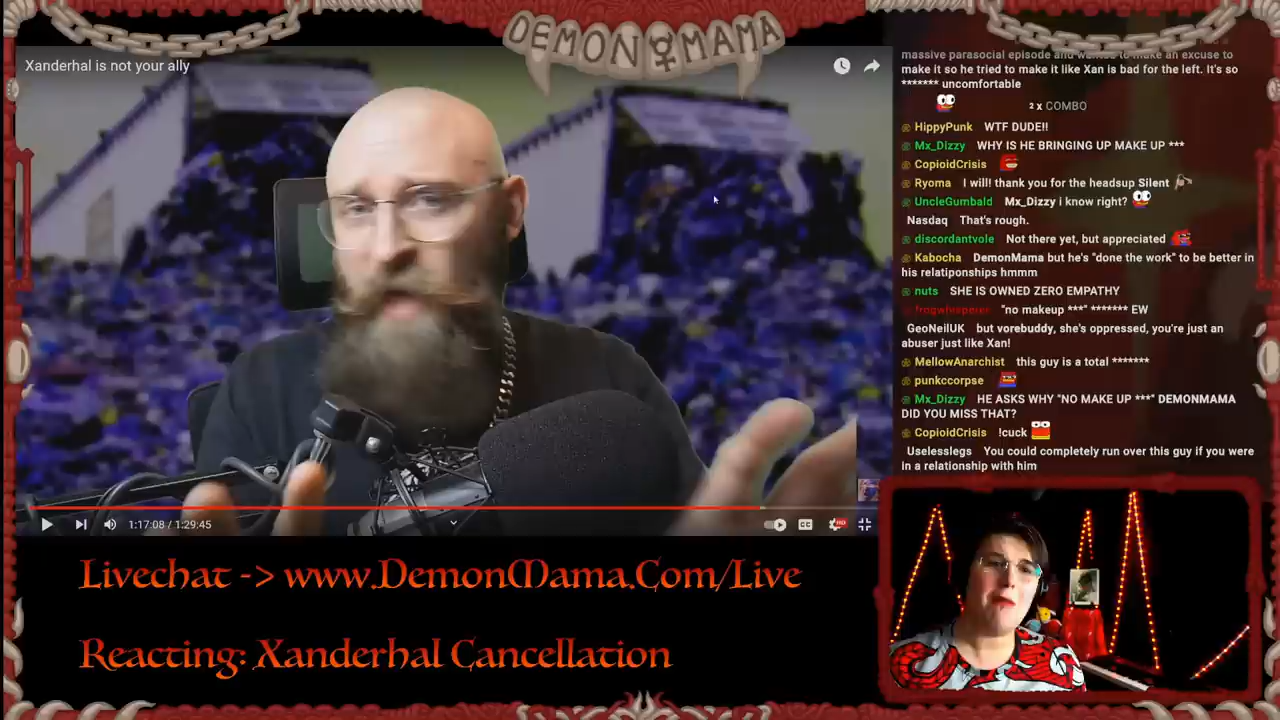 DEMON MAMA
Xanderhal is not your ally
massive parasocial episode and wanted to make an excuse to
make it so he tried to make it like Xan is bad for the left. It's so
******* uncomfortable
2 x COMBO
HippyPunk WTF DUDE!!
Mx_Dizzy WHY IS HE BRINGING UP MAKE UP ***
CopioidCrisis
Ryoma I will! thank you for the headsup Silent
UncleGumbald Mx_Dizzy i know right?
Nasdaq That's rough.
discordantvole Not there yet, but appreciated
Kabocha DemonMama but he's "done the work" to be better in
his relatiponships hmmm
nuts SHE IS OWNED ZERO EMPATHY
frogwhisperer "no makeup ***" ******* EW
GeoNeilUK but vorebuddy, she's oppressed, you're just an
abuser just like Xan!
MellowAnarchist this guy is a total *******
punkccorpse
Mx_Dizzy HE ASKS WHY "NO MAKE UP ***" DEMONMAMA
DID YOU MISS THAT?
CopioidCrisis !cuck
Uselesslegs You could completely run over this guy if you were
in a relationship with him
1:17:08 / 1:29:45
CC
HD
Livechat -> www.DemonMama.Com/Live
Reacting: Xanderhal Cancellation